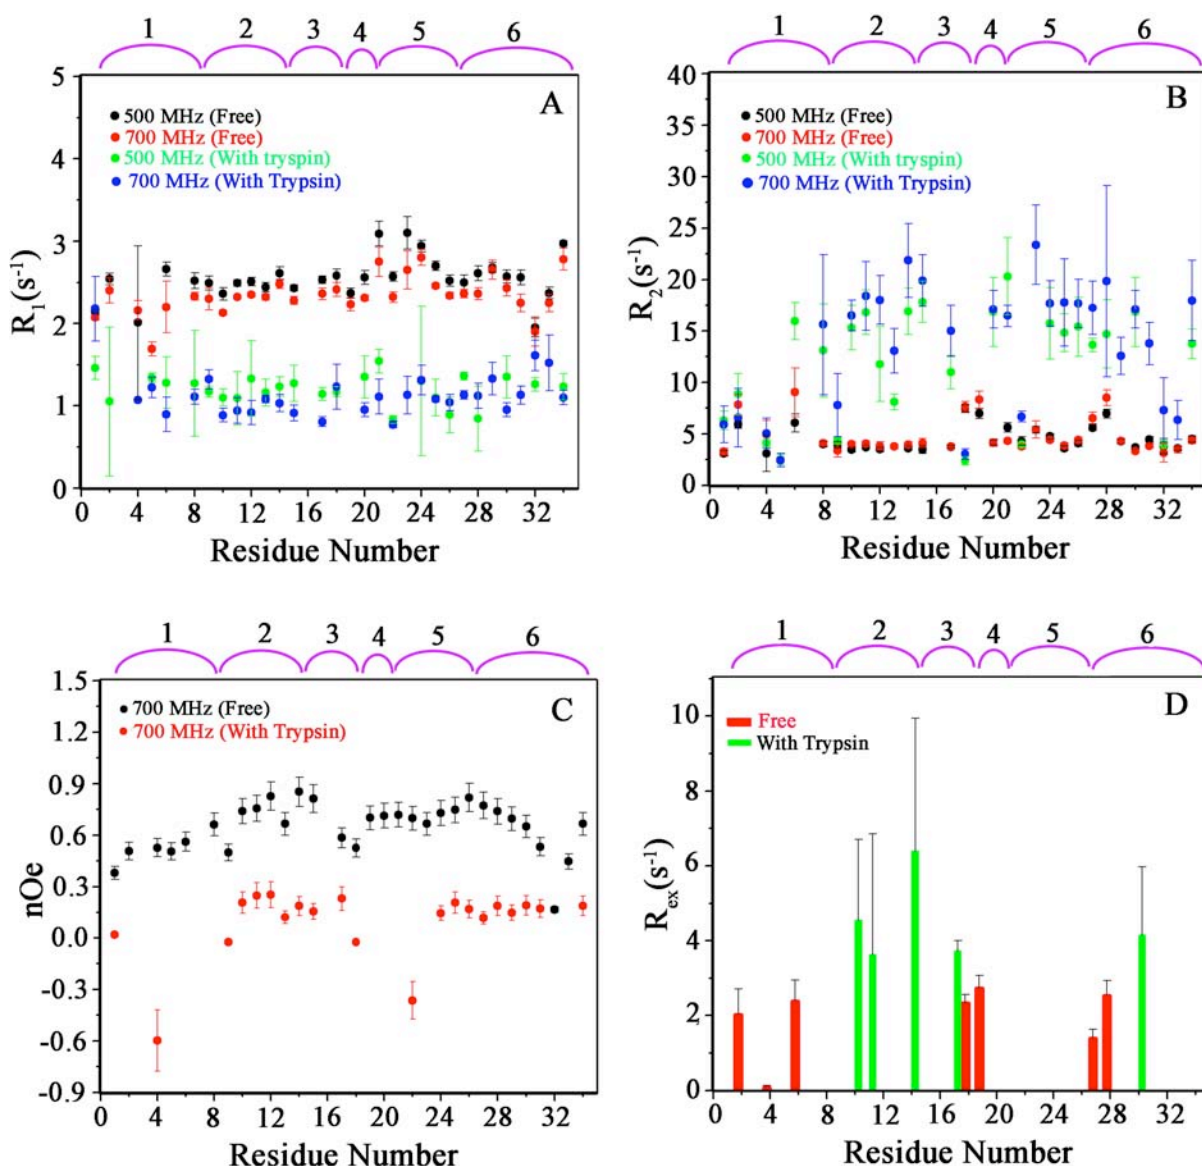 1 2 3 4 5 6
5
4
3
2
1
0
R1(s-1)
A
500 MHz (Free)
700 MHz (Free)
500 MHz (With tryspin)
700 MHz (With Trypsin)
0 4 8 12 16 20 24 28 32
Residue Number
1 2 3 4 5 6
40
35
30
25
20
15
10
5
0
R2(s-1)
B
500 MHz (Free)
700 MHz (Free)
500 MHz (With tryspin)
700 MHz (With Trypsin)
0 4 8 12 16 20 24 28 32
Residue Number
1 2 3 4 5 6
1.5
0.9
0.6
0.3
0.0
-0.3
-0.6
-0.9
nOe
C
700 MHz (Free)
700 MHz (With Trypsin)
0 4 8 12 16 20 24 28 32
Residue Number
1 2 3 4 5 6
10
8
6
4
2
0
Rex(s-1)
D
Free
With Trypsin
0 4 8 12 16 20 24 28 32
Residue Number